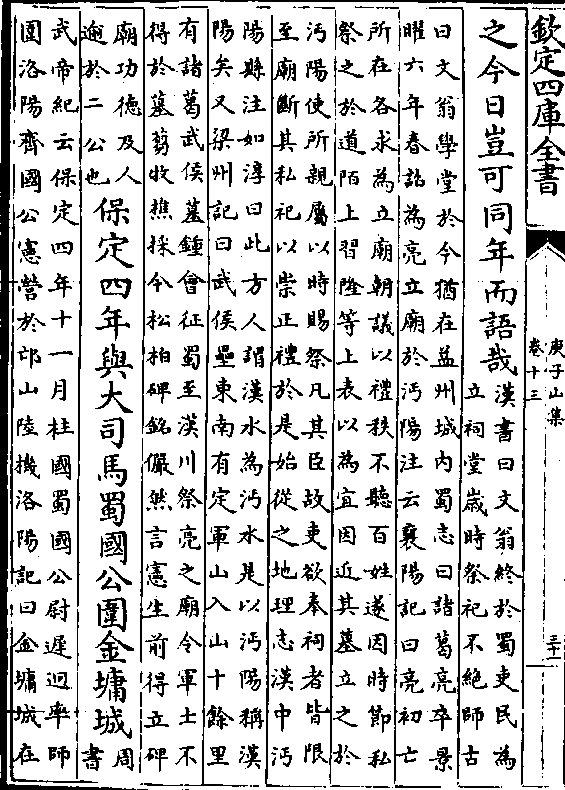 欽定四庫全書
庚子山集
卷十三
三十
之今日豈可同年而語哉
漢書曰文翁終於蜀吏民為
立祠堂歲時祭祀不絶師古
曰文翁學堂於今猶在益州城内蜀志曰諸葛亮卒景
曜六年春詔為亮立廟於沔陽注云襄陽記曰亮初亡
所在各求為立廟朝議以禮秩不聽百姓遂因時節私
祭之於道陌上習隆等上表以為宜因近其墓立之於
沔陽使所親屬以時賜祭凡其臣故吏欲奉祠者皆限
至廟斷其私祀以崇正禮於是始從之地理志漢中沔
陽縣注如淳曰此方人謂漢水為沔水是以沔陽稱漢
陽矣又梁州記曰武侯壘東南有定軍山入山十餘里
有諸葛武侯墓鍾會征蜀至漢川祭亮之廟令軍士不
得於墓蒭牧樵採今松柏碑銘儼然言憲生前得立碑
廟功德及人
逾於二公也
保定四年與大司馬蜀國公圍金墉城
周
書
武帝紀云保定四年十一月柱國蜀國公尉遲迥率師
圍洛陽齊國公憲營於邙山陸機洛陽記曰金墉城在